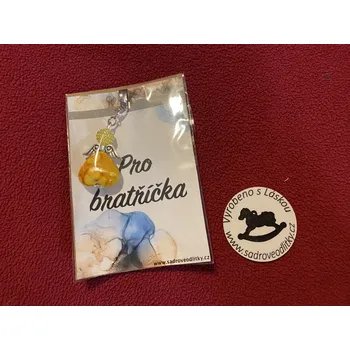 Pro
bratříčka
www.sadroveodlitky.cz
Vyrobeno s Láskou
www.sadroveodlitky.cz